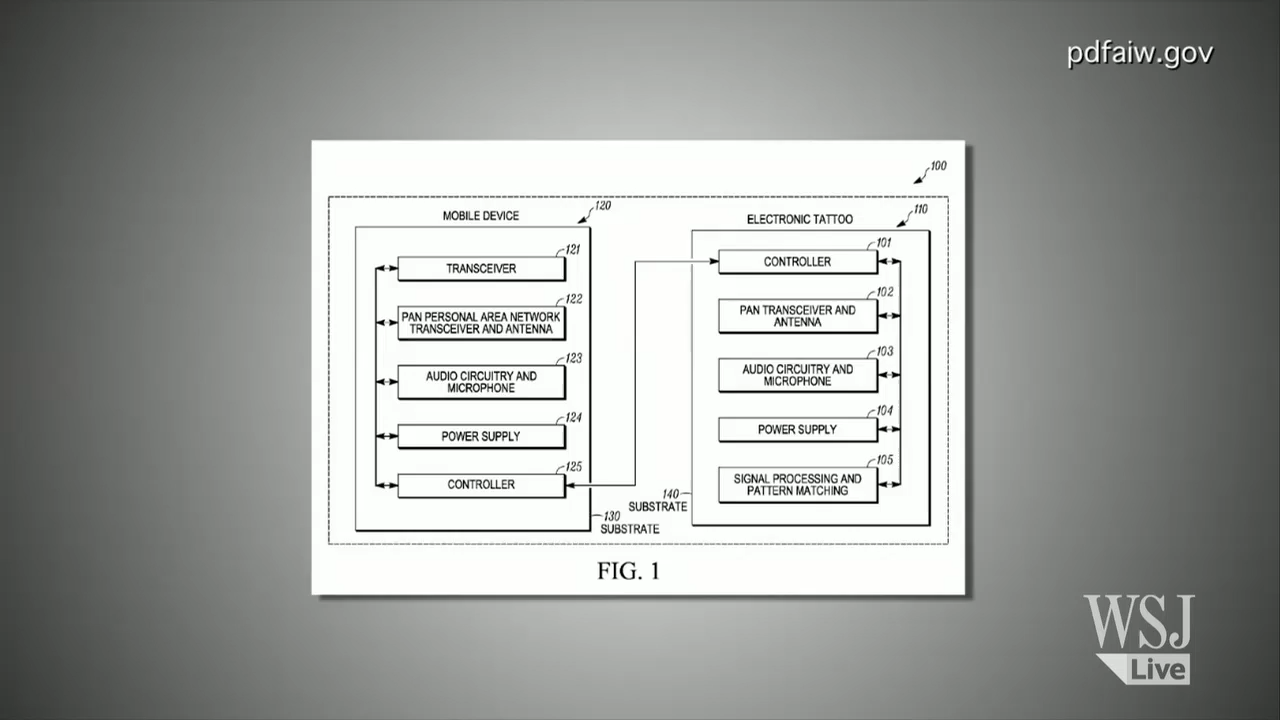 pdfaiw.gov
100
MOBILE DEVICE
120
TRANSCEIVER
121
PAN PERSONAL AREA NETWORK
TRANSCEIVER AND ANTENNA
122
AUDIO CIRCUITRY AND
MICROPHONE
123
POWER SUPPLY
124
CONTROLLER
125
130
SUBSTRATE
ELECTRONIC TATTOO
110
CONTROLLER
101
PAN TRANSCEIVER AND
ANTENNA
102
AUDIO CIRCUITRY AND
MICROPHONE
103
POWER SUPPLY
104
SIGNAL PROCESSING AND
PATTERN MATCHING
105
140
SUBSTRATE
FIG. 1
WSJ
Live